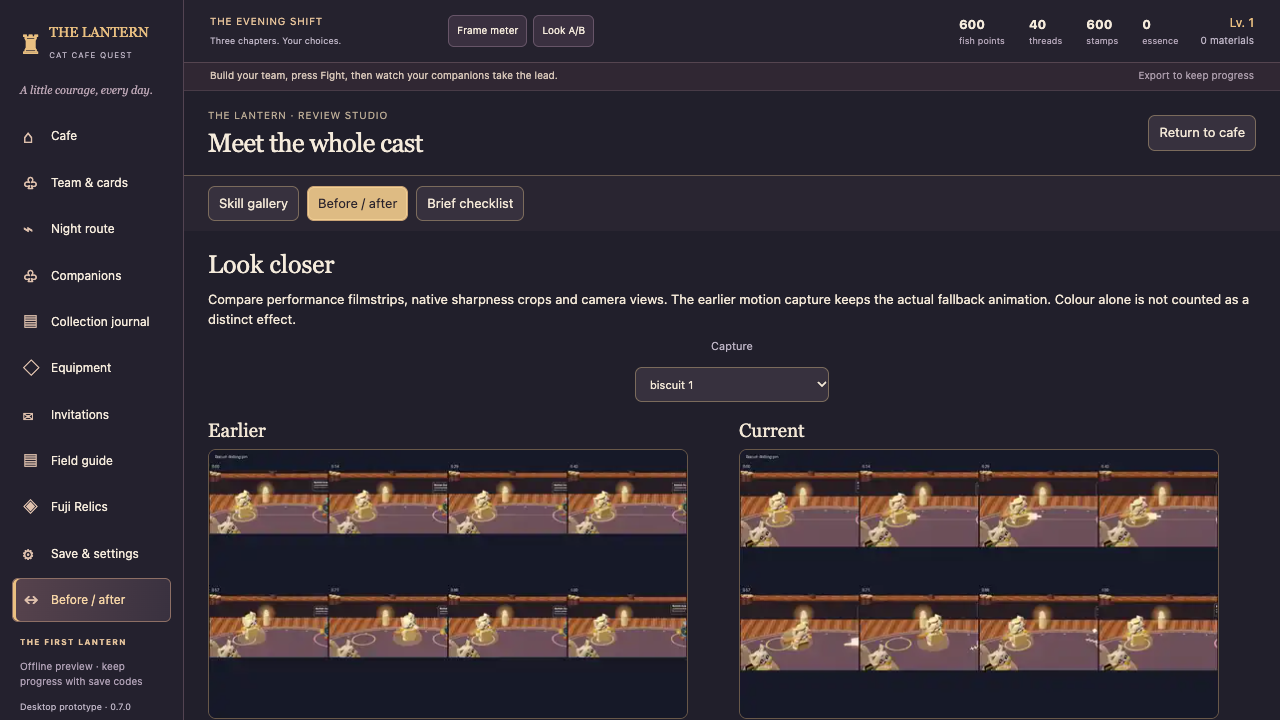 THE LANTERN
CAT CAFE QUEST
A little courage, every day.
Cafe
Team & cards
Night route
Companions
Collection journal
Equipment
Invitations
Field guide
Fuji Relics
Save & settings
Before / after
THE FIRST LANTERN
Offline preview · keep
progress with save codes
Desktop prototype · 0.7.0
THE EVENING SHIFT
Three chapters. Your choices.
Frame meter
Look A/B
600
fish points
40
threads
600
stamps
0
essence
Lv. 1
0 materials
Build your team, press Fight, then watch your companions take the lead.
Export to keep progress
THE LANTERN · REVIEW STUDIO
Meet the whole cast
Return to cafe
Skill gallery
Before / after
Brief checklist
Look closer
Compare performance filmstrips, native sharpness crops and camera views. The earlier motion capture keeps the actual fallback animation. Colour alone is not counted as a
distinct effect.
Capture
biscuit 1
Earlier
Current